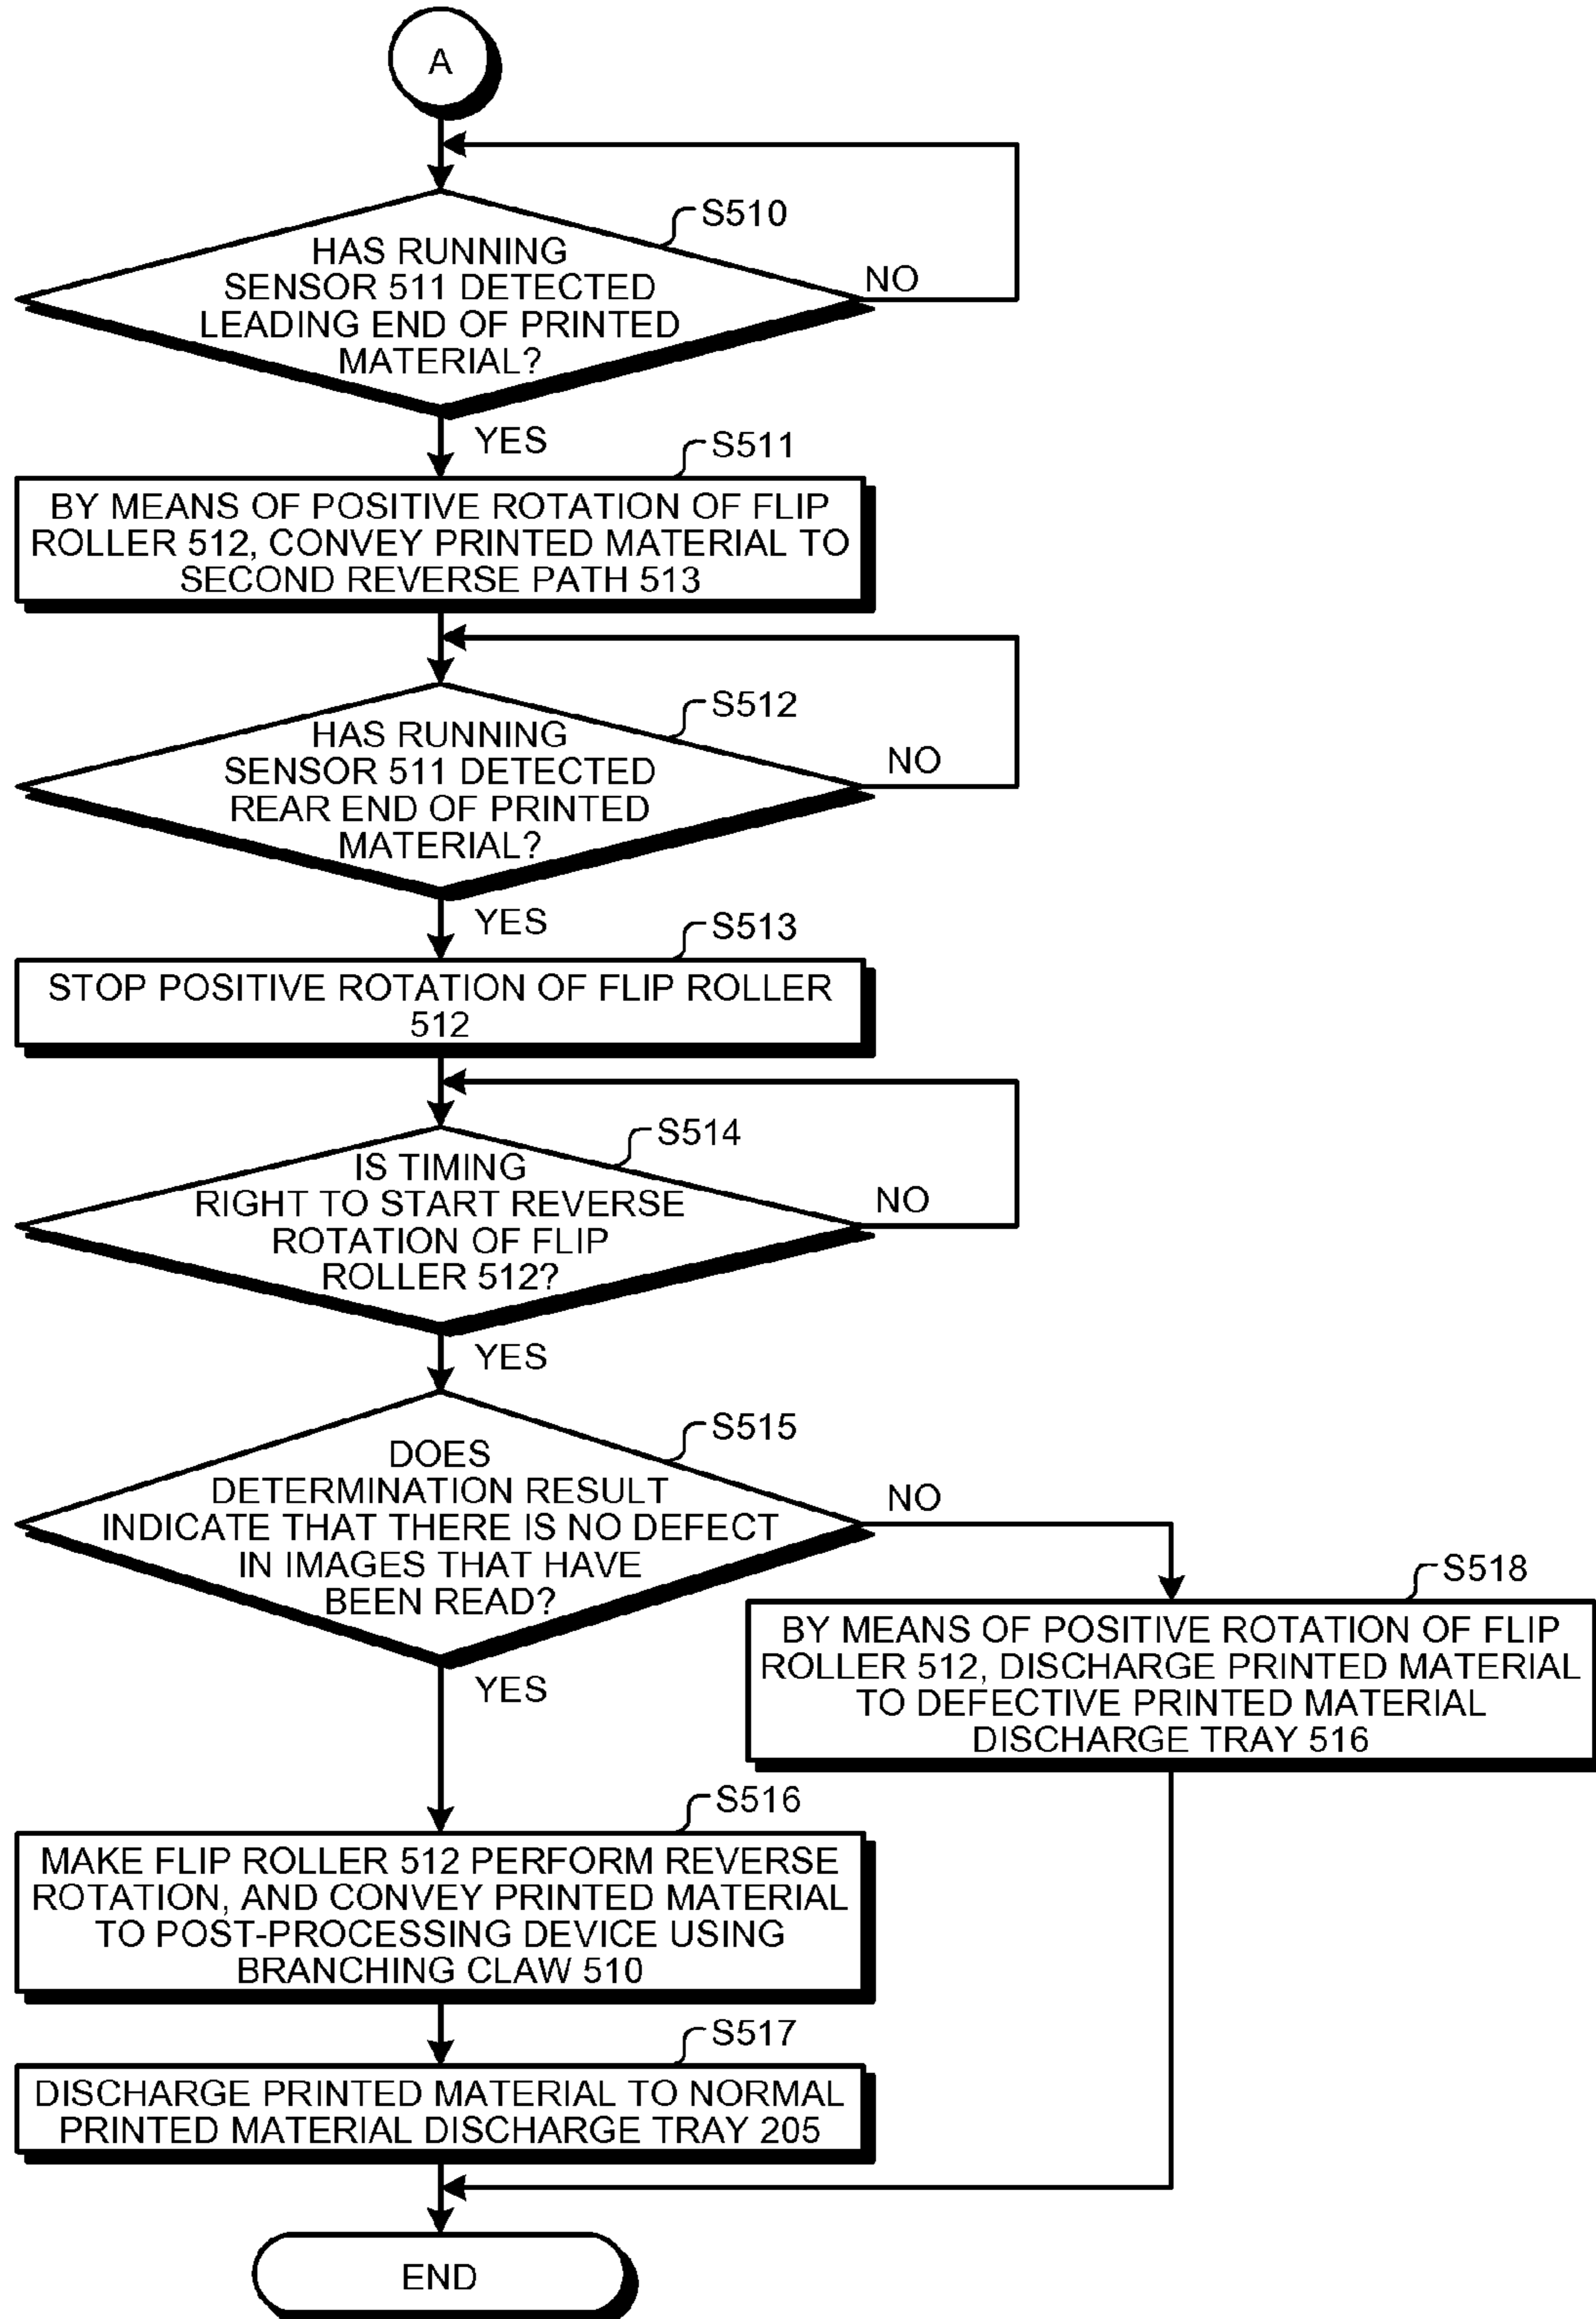 A
S510
HAS RUNNING
SENSOR 511 DETECTED
LEADING END OF PRINTED
MATERIAL?
NO
YES
S511
BY MEANS OF POSITIVE ROTATION OF FLIP
ROLLER 512, CONVEY PRINTED MATERIAL TO
SECOND REVERSE PATH 513
S512
HAS RUNNING
SENSOR 511 DETECTED
REAR END OF PRINTED
MATERIAL?
NO
YES
S513
STOP POSITIVE ROTATION OF FLIP ROLLER
512
S514
IS TIMING
RIGHT TO START REVERSE
ROTATION OF FLIP
ROLLER 512?
NO
YES
S515
DOES
DETERMINATION RESULT
INDICATE THAT THERE IS NO DEFECT
IN IMAGES THAT HAVE
BEEN READ?
NO
YES
S518
BY MEANS OF POSITIVE ROTATION OF FLIP
ROLLER 512, DISCHARGE PRINTED MATERIAL
TO DEFECTIVE PRINTED MATERIAL
DISCHARGE TRAY 516
S516
MAKE FLIP ROLLER 512 PERFORM REVERSE
ROTATION, AND CONVEY PRINTED MATERIAL
TO POST-PROCESSING DEVICE USING
BRANCHING CLAW 510
S517
DISCHARGE PRINTED MATERIAL TO NORMAL
PRINTED MATERIAL DISCHARGE TRAY 205
END